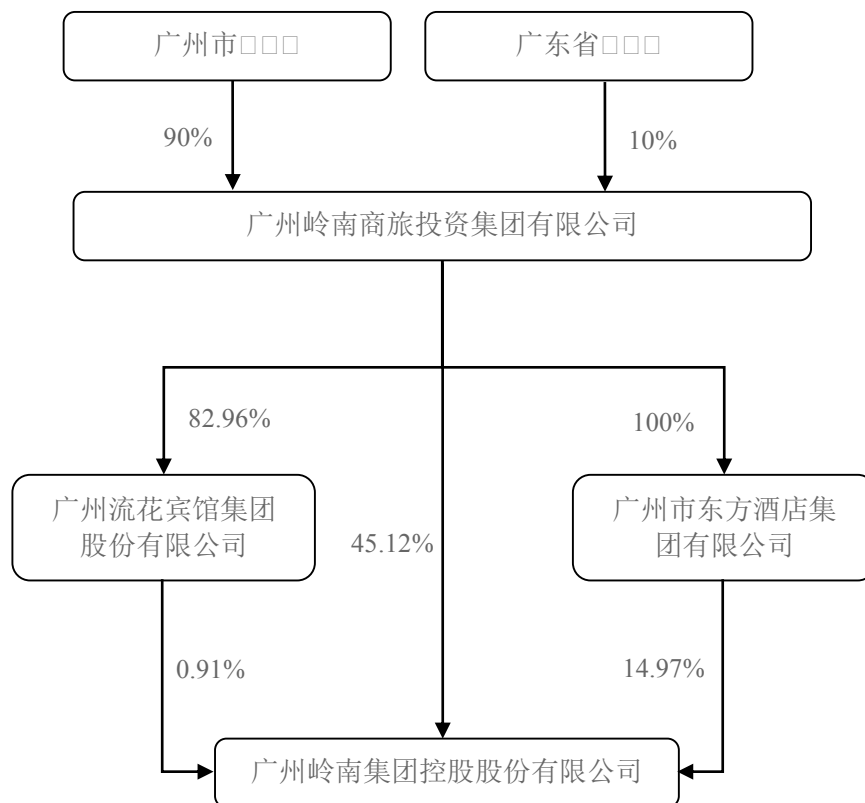 广州市□□□
广东省□□□
90%
10%
广州岭南商旅投资集团有限公司
82.96%
100%
广州流花宾馆集团
股份有限公司
45.12%
广州市东方酒店集
团有限公司
0.91%
14.97%
广州岭南集团控股股份有限公司